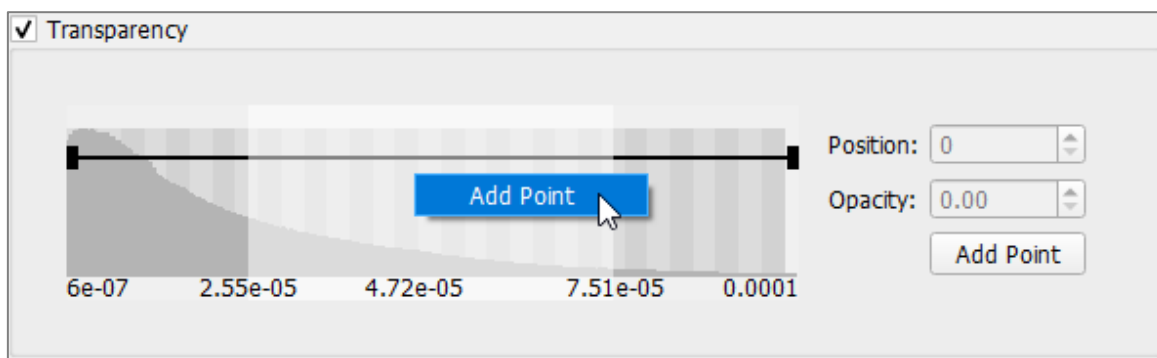 Transparency
Position: 0
Add Point
Opacity: 0.00
Add Point
6e-07 2.55e-05 4.72e-05 7.51e-05 0.0001